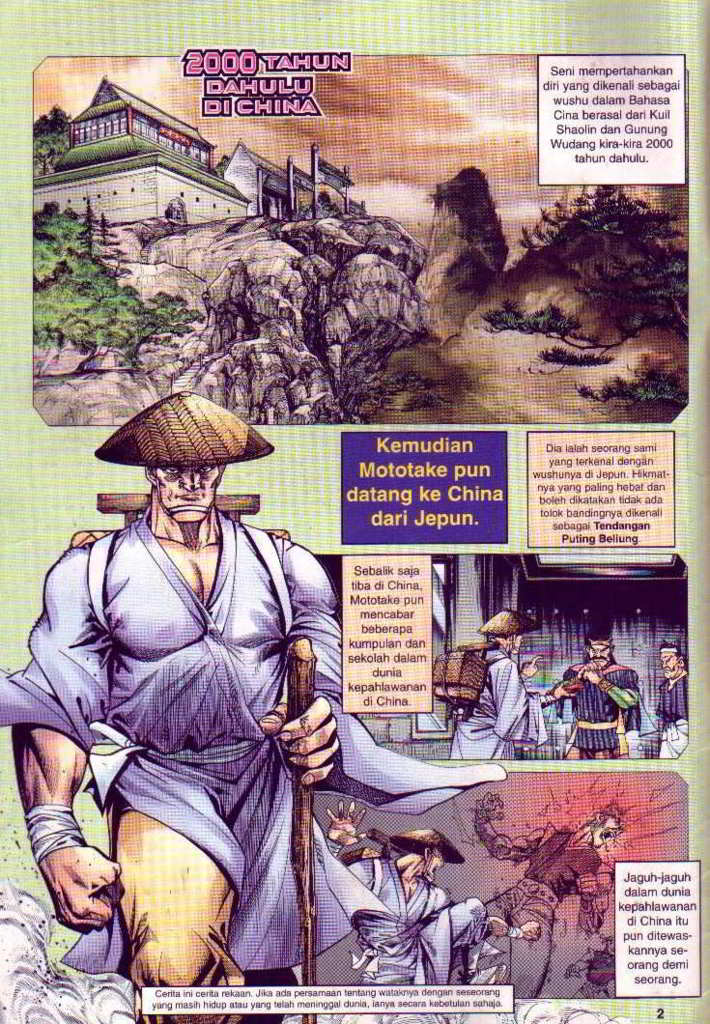 2000 TAHUN
DAHULU
DI CHINA
Seni mempertahankan
diri yang dikenali sebagai
wushu dalam Bahasa
Cina berasal dari Kuil
Shaolin dan Gunung
Wudang kira-kira 2000
tahun dahulu.
Kemudian
Mototake pun
datang ke China
dari Jepun.
Dia ialah seorang sami
yang terkenal dengan
wushunya di Jepun. Hikmat-
nya yang paling hebat dan
boleh dikatakan tidak ada
tolok bandingnya dikenali
sebagai Tendangan
Puting Beliung.
Sebaik saja
tiba di China,
Mototake pun
mencabar
beberapa
kumpulan dan
sekolah dalam
dunia
kepahlawanan
di China.
Jaguh-jaguh
dalam dunia
kepahlawanan
di China itu
pun ditewas-
kannya se-
orang demi
seorang.
Cerita ini cerita rekaan. Jika ada persamaan tentang wataknya dengan seseorang
yang masih hidup atau yang telah meninggal dunia, ianya secara kebetulan sahaja.
2